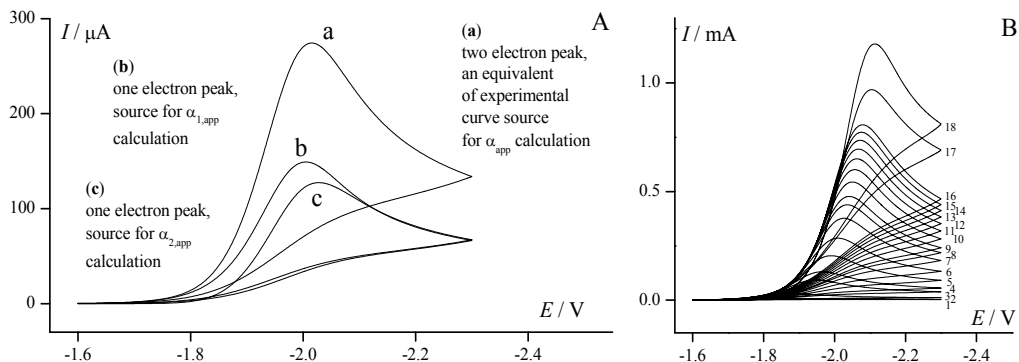 300
200
100
0
I / μA
A
a
b
c
(a)
two electron peak,
an equivalent
of experimental
curve source
for α app calculation
(b)
one electron peak,
source for α 1,app
calculation
(c)
one electron peak,
source for α 2,app
calculation
E / V
-1.6 -1.8 -2.0 -2.2 -2.4
B
I / mA
1.0
0.5
0.0
18
17
16
15
14
13
12
11
10
9
8
7
6
5
4
3 2
1
E / V
-1.6 -1.8 -2.0 -2.2 -2.4